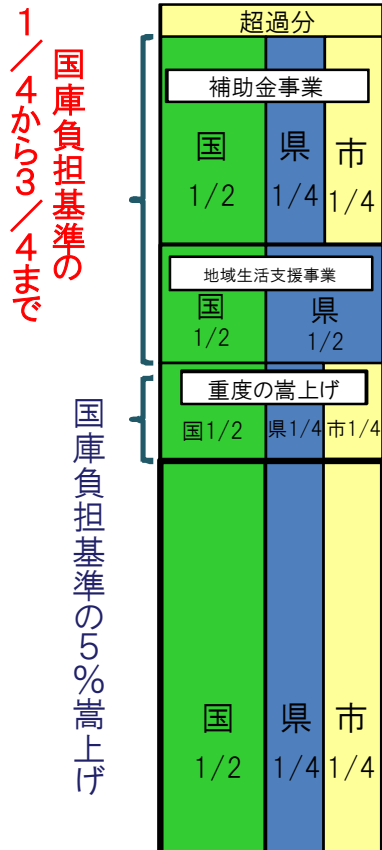 国庫負担基準の
1／4から3／4まで
国庫負担基準の5%嵩上げ
超過分
補助金事業
国 県 市
1/2 1/4 1/4
地域生活支援事業
国 県
1/2 1/2
重度の嵩上げ
国1/2 県1/4 市1/4
国 県 市
1/2 1/4 1/4